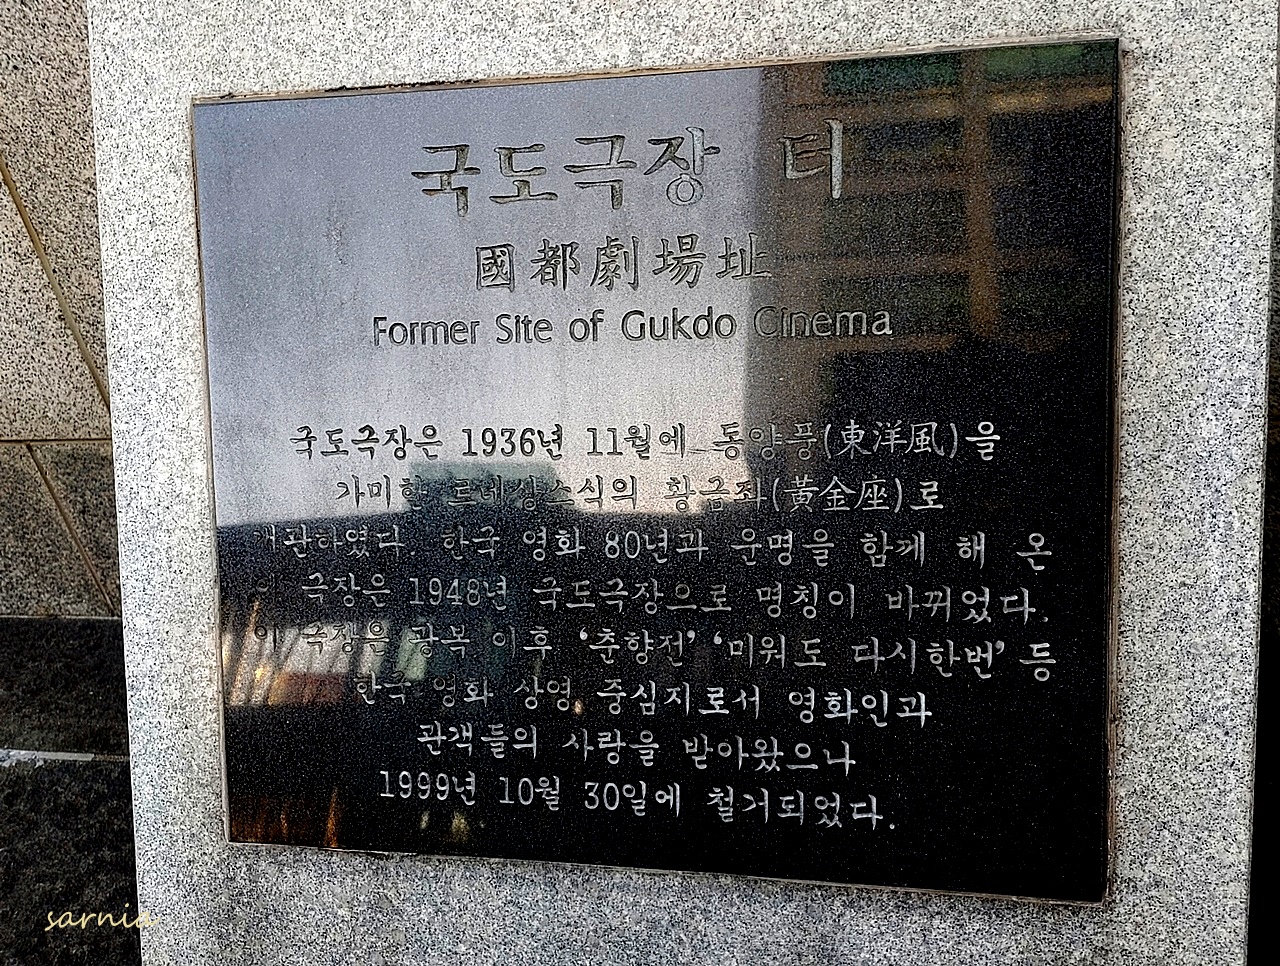 국도극장 터
國都劇場址
Former Site of Gukdo Cinema
국도극장은 1936년 11월에 동양풍(東洋風)을
가미한 르네상스식의 황금좌(黃金座)로
개관하였다. 한국 영화 80년과 운명을 함께 해 온
이 극장은 1948년 국도극장으로 명칭이 바뀌었다.
이 극장은 광복 이후 ‘춘향전’ ‘미워도 다시한번’ 등
한국 영화 상영 중심지로서 영화인과
관객들의 사랑을 받아왔으나
1999년 10월 30일에 철거되었다.
sarnia